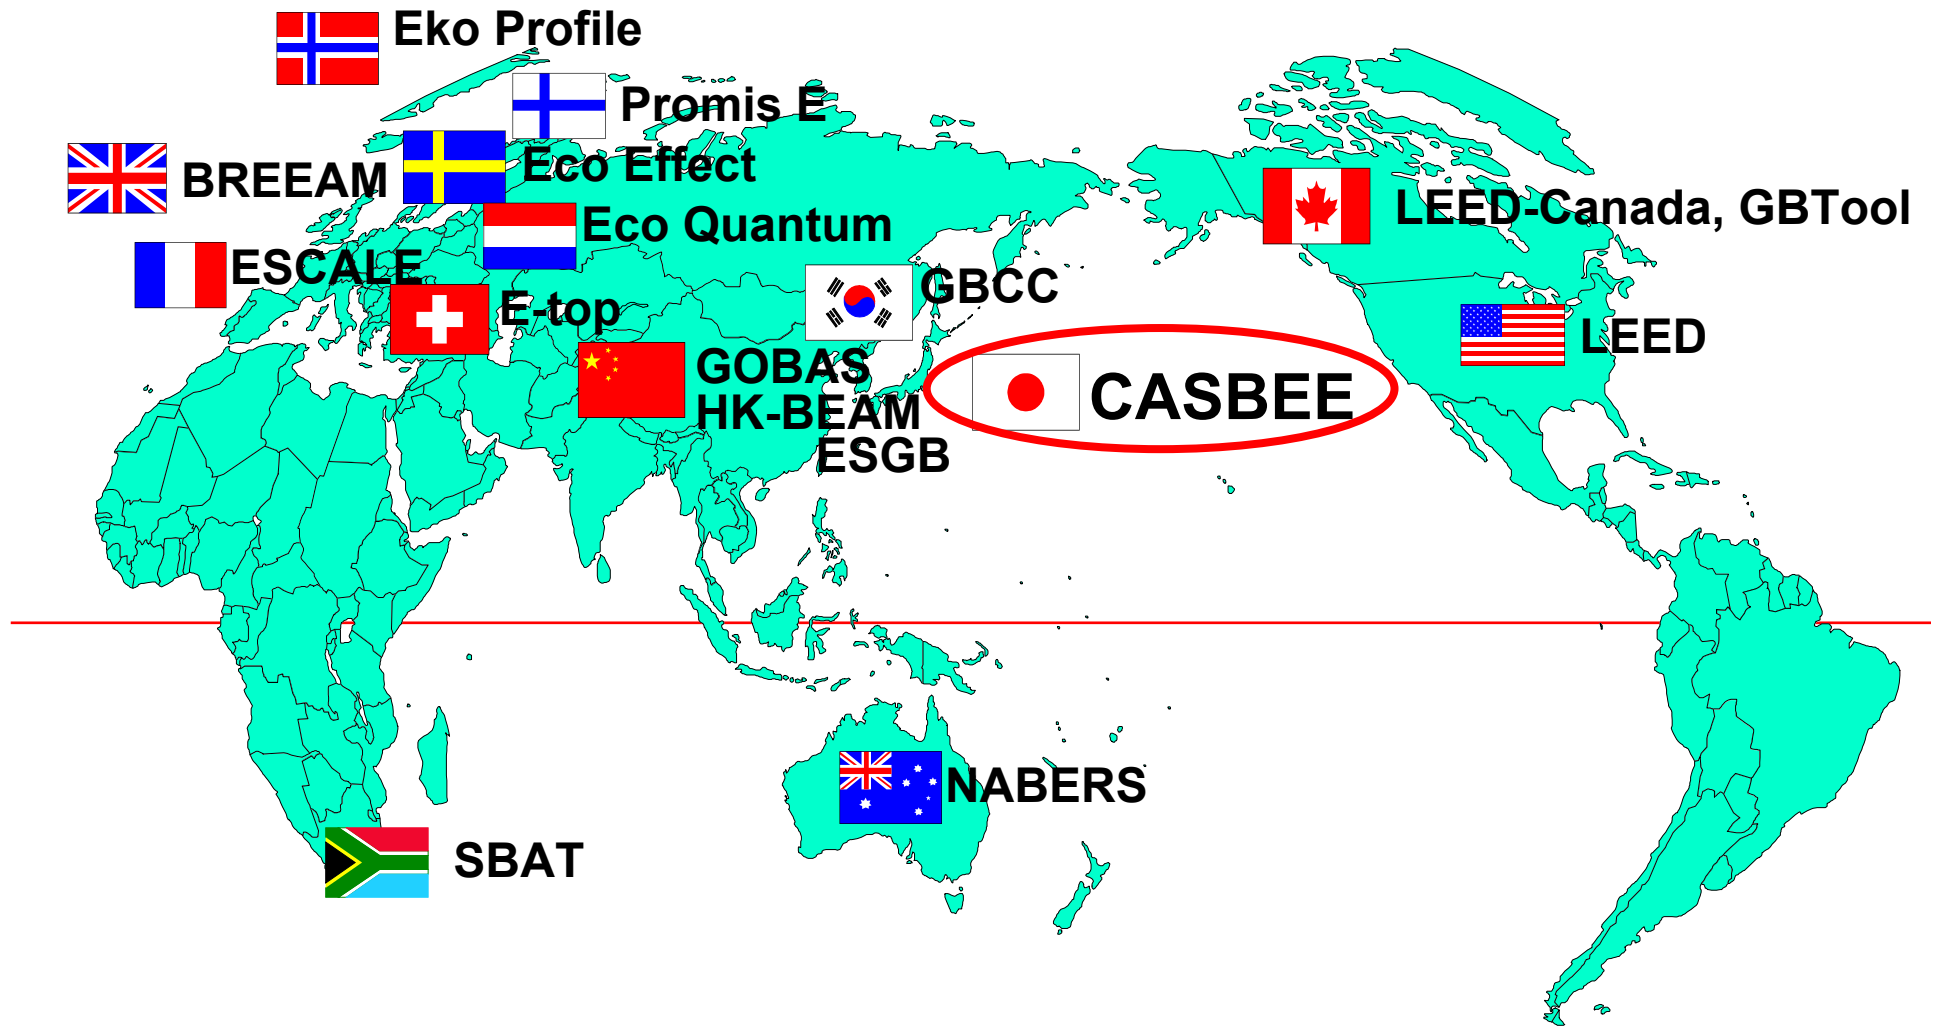 Eko Profile
Promis E
BREEAM
Eco Effect
Eco Quantum
LEED-Canada, GBTool
ESCALE
E-top
GBCC
LEED
GOBAS
HK-BEAM
ESGB
CASBEE
NABERS
SBAT